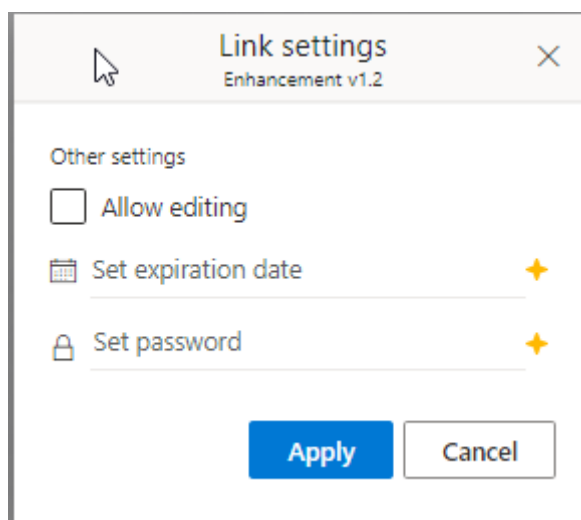 Link settings
Enhancement v1.2
Other settings
Allow editing
Set expiration date
Set password
Apply
Cancel